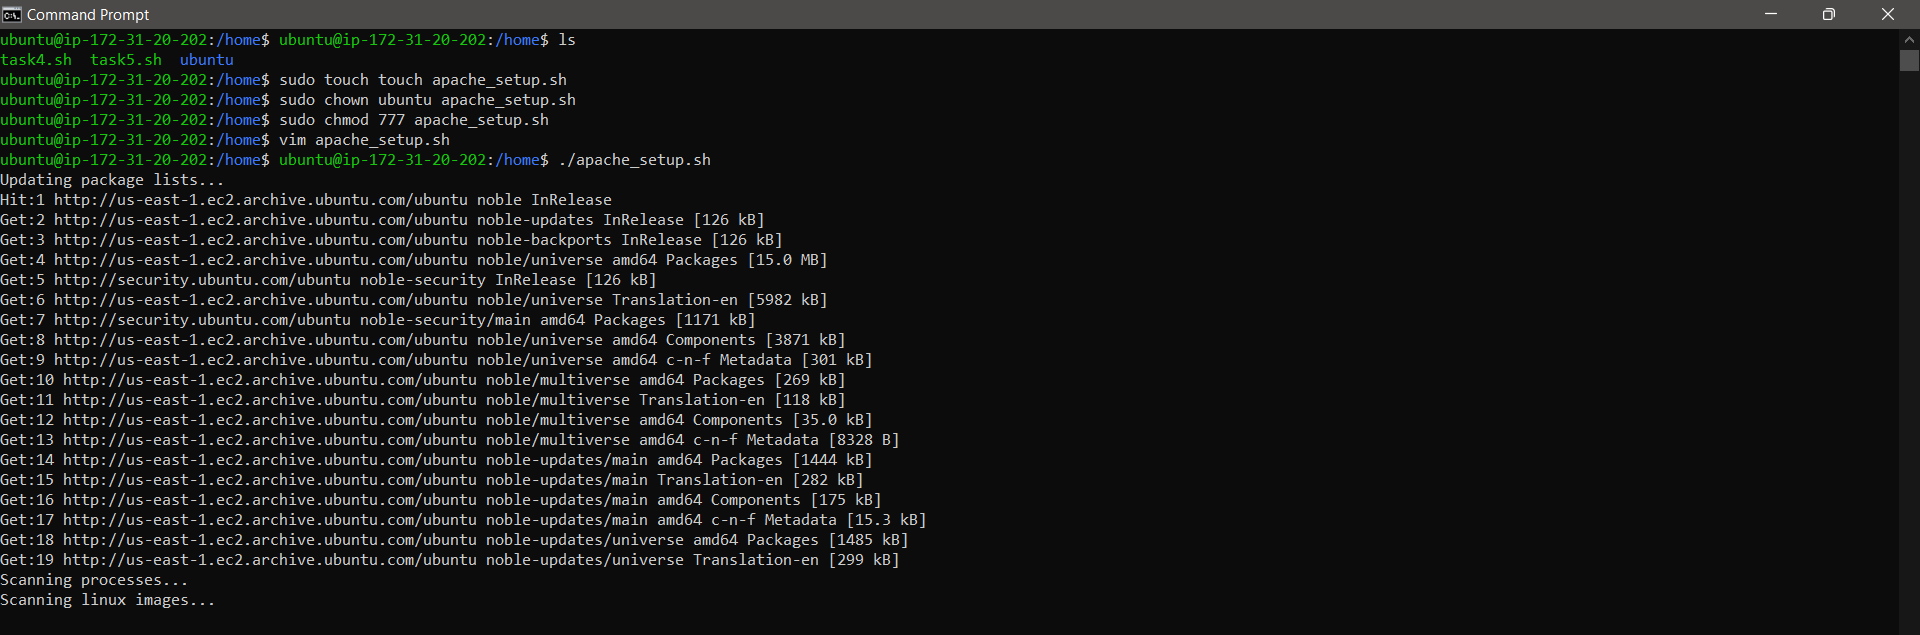 Command Prompt
ubuntu@ip-172-31-20-202:/home$ ubuntu@ip-172-31-20-202:/home$ ls
task4.sh  task5.sh  ubuntu
ubuntu@ip-172-31-20-202:/home$ sudo touch touch apache_setup.sh
ubuntu@ip-172-31-20-202:/home$ sudo chown ubuntu apache_setup.sh
ubuntu@ip-172-31-20-202:/home$ sudo chmod 777 apache_setup.sh
ubuntu@ip-172-31-20-202:/home$ vim apache_setup.sh
ubuntu@ip-172-31-20-202:/home$ ubuntu@ip-172-31-20-202:/home$ ./apache_setup.sh
Updating package lists...
Hit:1 http://us-east-1.ec2.archive.ubuntu.com/ubuntu noble InRelease
Get:2 http://us-east-1.ec2.archive.ubuntu.com/ubuntu noble-updates InRelease [126 kB]
Get:3 http://us-east-1.ec2.archive.ubuntu.com/ubuntu noble-backports InRelease [126 kB]
Get:4 http://us-east-1.ec2.archive.ubuntu.com/ubuntu noble/universe amd64 Packages [15.0 MB]
Get:5 http://security.ubuntu.com/ubuntu noble-security InRelease [126 kB]
Get:6 http://us-east-1.ec2.archive.ubuntu.com/ubuntu noble/universe Translation-en [5982 kB]
Get:7 http://security.ubuntu.com/ubuntu noble-security/main amd64 Packages [1171 kB]
Get:8 http://us-east-1.ec2.archive.ubuntu.com/ubuntu noble/universe amd64 Components [3871 kB]
Get:9 http://us-east-1.ec2.archive.ubuntu.com/ubuntu noble/universe amd64 c-n-f Metadata [301 kB]
Get:10 http://us-east-1.ec2.archive.ubuntu.com/ubuntu noble/multiverse amd64 Packages [269 kB]
Get:11 http://us-east-1.ec2.archive.ubuntu.com/ubuntu noble/multiverse Translation-en [118 kB]
Get:12 http://us-east-1.ec2.archive.ubuntu.com/ubuntu noble/multiverse amd64 Components [35.0 kB]
Get:13 http://us-east-1.ec2.archive.ubuntu.com/ubuntu noble/multiverse amd64 c-n-f Metadata [8328 B]
Get:14 http://us-east-1.ec2.archive.ubuntu.com/ubuntu noble-updates/main amd64 Packages [1444 kB]
Get:15 http://us-east-1.ec2.archive.ubuntu.com/ubuntu noble-updates/main Translation-en [282 kB]
Get:16 http://us-east-1.ec2.archive.ubuntu.com/ubuntu noble-updates/main amd64 Components [175 kB]
Get:17 http://us-east-1.ec2.archive.ubuntu.com/ubuntu noble-updates/main amd64 c-n-f Metadata [15.3 kB]
Get:18 http://us-east-1.ec2.archive.ubuntu.com/ubuntu noble-updates/universe amd64 Packages [1485 kB]
Get:19 http://us-east-1.ec2.archive.ubuntu.com/ubuntu noble-updates/universe Translation-en [299 kB]
Scanning processes...
Scanning linux images...